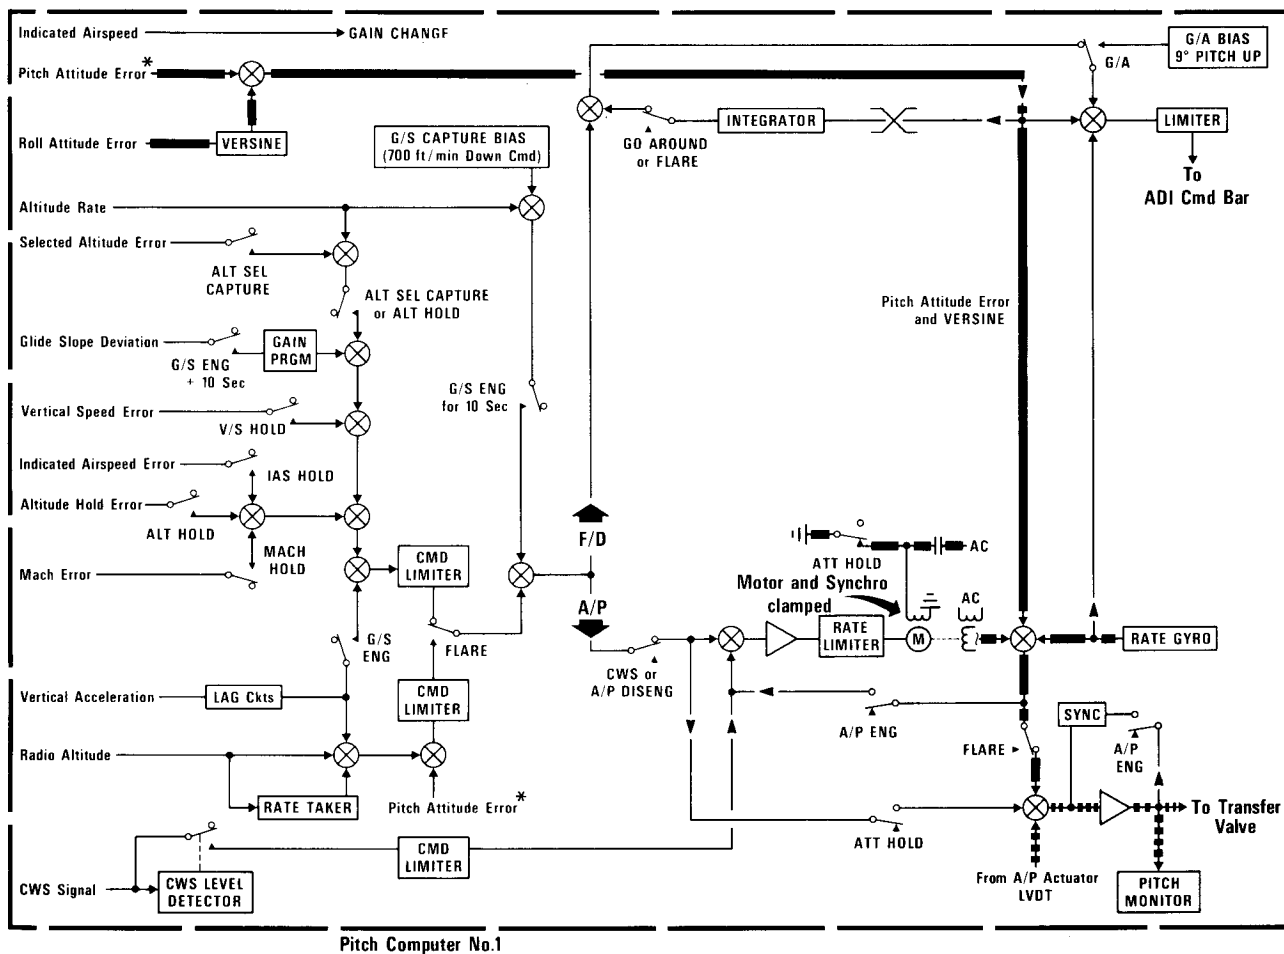 Indicated Airspeed
GAIN CHANGF
G/A BIAS
9° PITCH UP
G/A
Pitch Attitude Error*
Roll Attitude Error
VERSINE
G/S CAPTURE BIAS
(700 ft/min Down Cmd)
GO AROUND
or FLARE
INTEGRATOR
LIMITER
To
ADI Cmd Bar
Altitude Rate
Selected Altitude Error
ALT SEL
CAPTURE
ALT SEL CAPTURE
or ALT HOLD
Pitch Attitude Error
and VERSINE
Glide Slope Deviation
G/S ENG
+ 10 Sec
GAIN
PRGM
G/S ENG
for 10 Sec
Vertical Speed Error
V/S HOLD
Indicated Airspeed Error
IAS HOLD
Altitude Hold Error
ALT HOLD
MACH
HOLD
Mach Error
CMD
LIMITER
F/D
A/P
ATT HOLD
AC
Motor and Synchro
clamped
AC
RATE
LIMITER
M
RATE GYRO
G/S
ENG
FLARE
CWS or
A/P DISENG
Vertical Acceleration
LAG Ckts
CMD
LIMITER
A/P ENG
SYNC
FLARE
A/P
ENG
Radio Altitude
RATE TAKER
Pitch Attitude Error*
ATT HOLD
To Transfer
Valve
CWS Signal
CWS LEVEL
DETECTOR
CMD
LIMITER
From A/P Actuator
LVDT
PITCH
MONITOR
Pitch Computer No.1